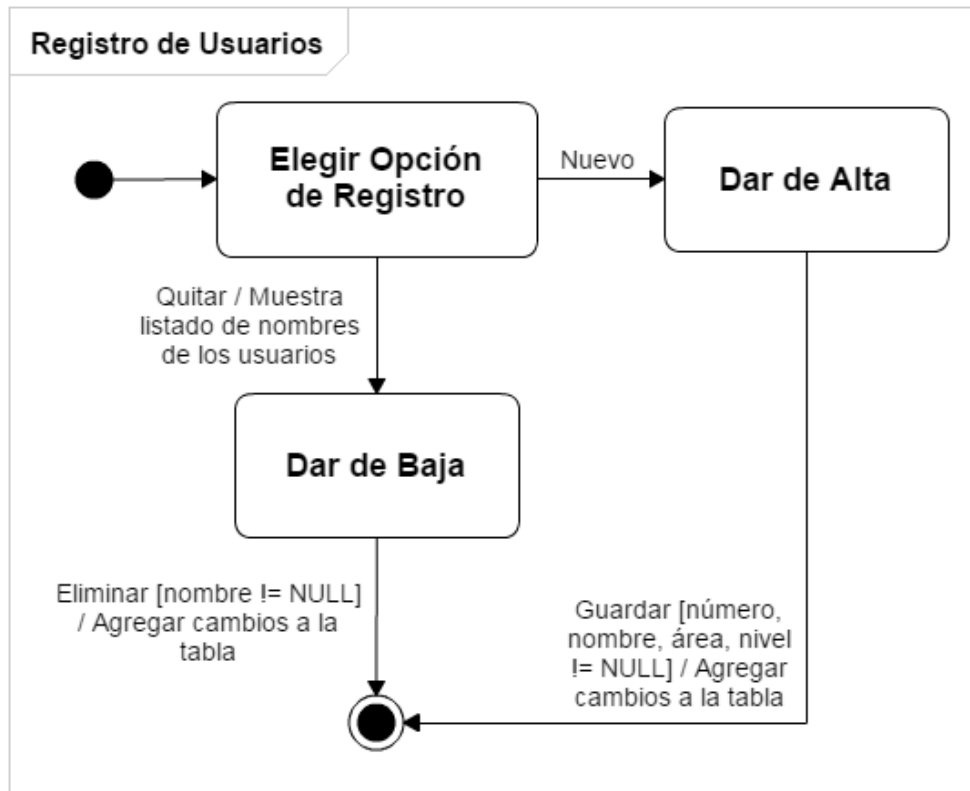 Registro de Usuarios
Elegir Opción
de Registro
Nuevo
Dar de Alta
Quitar / Muestra
listado de nombres
de los usuarios
Dar de Baja
Eliminar [nombre != NULL]
/ Agregar cambios a la
tabla
Guardar [número,
nombre, área, nivel
!= NULL] / Agregar
cambios a la tabla